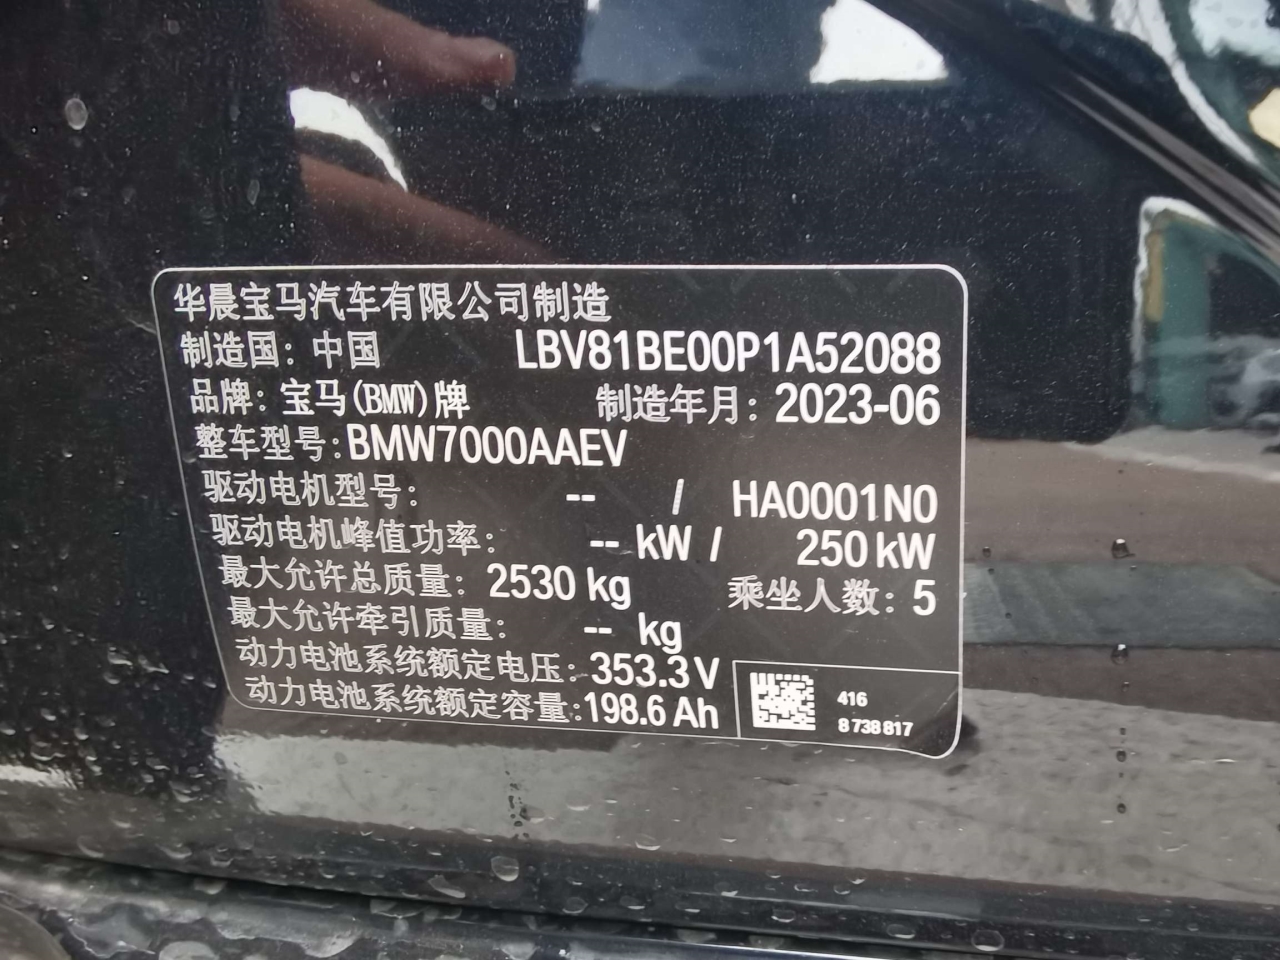 华晨宝马汽车有限公司制造
制造国：中国 LBV81BE00P1A52088
品牌：宝马(BMW)牌 制造年月：2023-06
整车型号：BMW7000AAEV
驱动电机型号： -- / HA0001N0
驱动电机峰值功率： -- kW / 250 kW
最大允许总质量：2530 kg 乘坐人数：5
最大允许牵引质量： -- kg
动力电池系统额定电压：353.3 V
动力电池系统额定容量：198.6 Ah
416
8 738 817